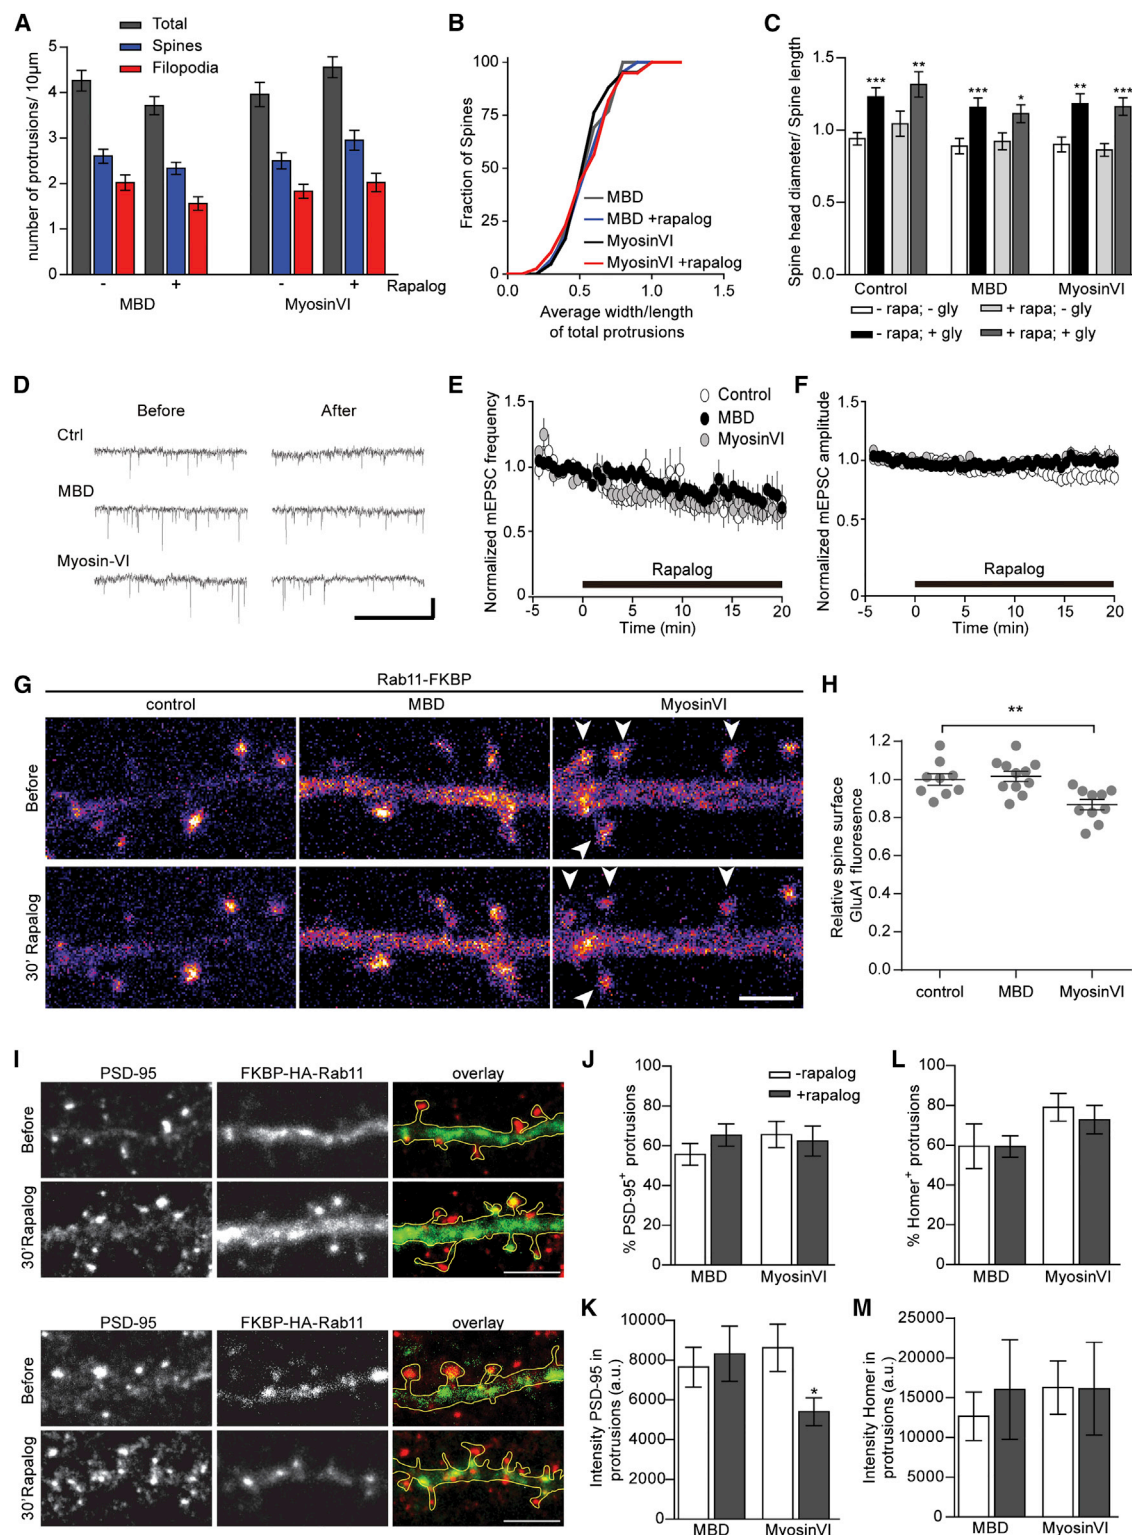 A
Total
Spines
Filopodia
number of protrusions/ 10µm
5
4
3
2
1
0
- + - + Rapalog
MBD MyosinVI
B
Fraction of Spines
100
75
50
25
0
MBD
MBD +rapalog
MyosinVI
MyosinVI +rapalog
0.0 0.5 1.0 1.5
Average width/length
of total protrusions
C
Spine head diameter/ Spine length
1.5
1.0
0.5
0.0
*** ** *** * ** ***
Control MBD MyosinVI
- rapa; - gly + rapa; - gly
- rapa; + gly + rapa; + gly
D
Before After
Ctrl
MBD
Myosin-VI
E
Normalized mEPSC frequency
1.5
1.0
0.5
0
Control
MBD
MyosinVI
Rapalog
-5 0 5 10 15 20
Time (min)
F
Normalized mEPSC amplitude
1.5
1.0
0.5
0
Rapalog
-5 0 5 10 15 20
Time (min)
G
Rab11-FKBP
control MBD MyosinVI
Before
30' Rapalog
H
**
Relative spine surface
GluA1 fluoresence
1.2
1.0
0.8
0.6
0.4
0.2
0.0
control MBD MyosinVI
I
PSD-95 FKBP-HA-Rab11 overlay
Before
30'Rapalog
PSD-95 FKBP-HA-Rab11 overlay
Before
30'Rapalog
J
% PSD-95+ protrusions
100
80
60
40
20
0
-rapalog
+rapalog
MBD MyosinVI
L
% Homer+ protrusions
100
80
60
40
20
0
MBD MyosinVI
K
Intensity PSD-95 in
protrusions (a.u.)
10000
8000
6000
4000
2000
0
*
MBD MyosinVI
M
Intensity Homer in
protrusions (a.u.)
25000
20000
15000
10000
5000
0
MBD MyosinVI